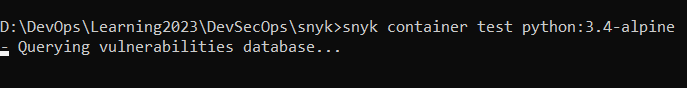 D:\DevOps\Learning2023\DevSecOps\snyk>snyk container test python:3.4-alpine
- Querying vulnerabilities database...